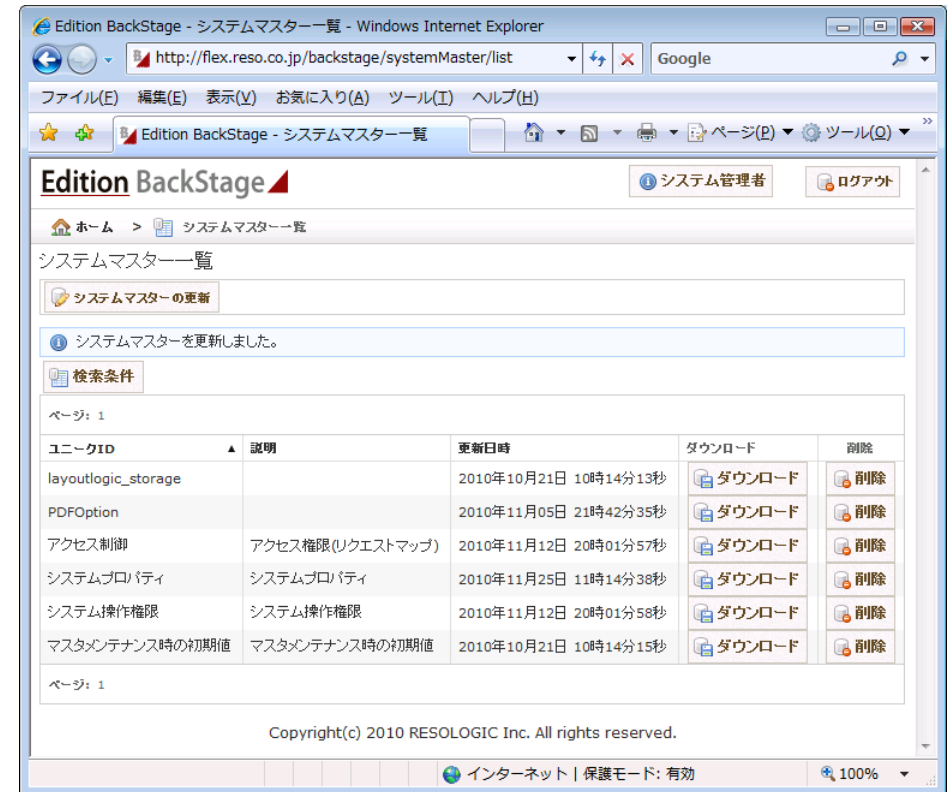 Edition BackStage - システムマスター一覧 - Windows Internet Explorer
http://flex.reso.co.jp/backstage/systemMaster/list
Google
ファイル(F) 編集(E) 表示(V) お気に入り(A) ツール(T) ヘルプ(H)
Edition BackStage - システムマスター一覧 ページ(P) ツール(O) »
Edition BackStage システム管理者 ログアウト
ホーム > システムマスター一覧
システムマスター一覧
システムマスターの更新
システムマスターを更新しました。
検索条件
ページ: 1
ユニークID ▲ 説明 更新日時 ダウンロード 削除
layoutlogic_storage 2010年10月21日 10時14分13秒 ダウンロード 削除
PDFOption 2010年11月05日 21時42分35秒 ダウンロード 削除
アクセス制御 アクセス権限(リクエストマップ) 2010年11月12日 20時01分57秒 ダウンロード 削除
システムプロパティ システムプロパティ 2010年11月25日 11時14分38秒 ダウンロード 削除
システム操作権限 システム操作権限 2010年11月12日 20時01分58秒 ダウンロード 削除
マスタメンテナンス時の初期値 マスタメンテナンス時の初期値 2010年10月21日 10時14分15秒 ダウンロード 削除
ページ: 1
Copyright(c) 2010 RESOLOGIC Inc. All rights reserved.
インターネット | 保護モード: 有効 100%